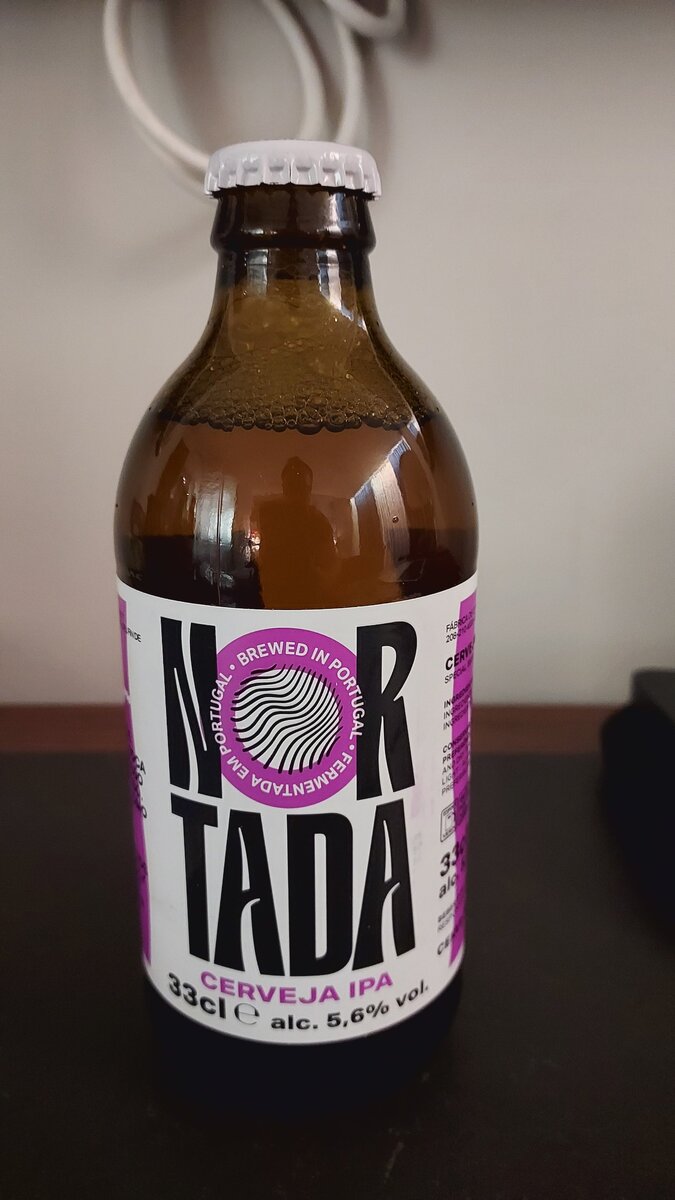 NOR
BREWED IN PORTUGAL • FERMENTADA EM PORTUGAL •
TADA
CERVEJA IPA
33cl e alc. 5,6% vol.